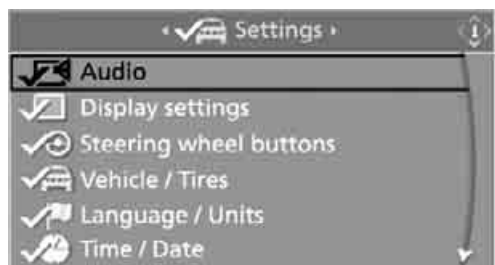 Settings
Audio
Display settings
Steering wheel buttons
Vehicle / Tires
Language / Units
Time / Date